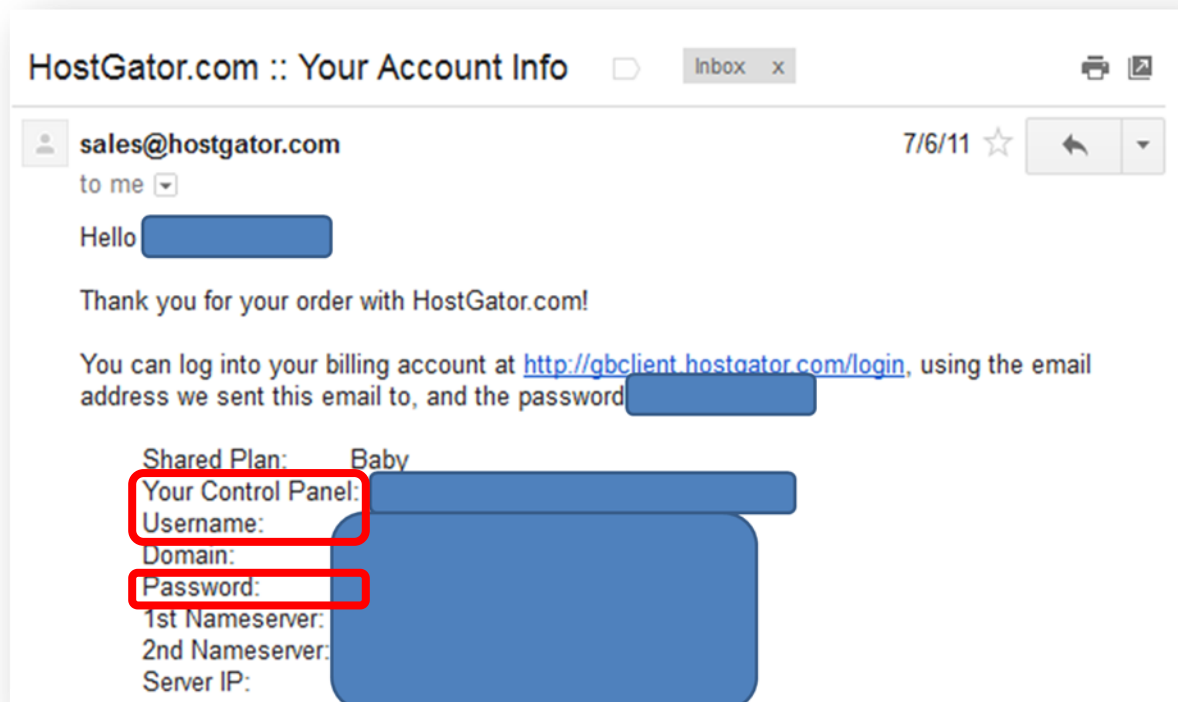 HostGator.com :: Your Account Info Inbox x
sales@hostgator.com 7/6/11
to me
Hello
Thank you for your order with HostGator.com!
You can log into your billing account at http://gbclient.hostgator.com/login, using the email
address we sent this email to, and the password
Shared Plan: Baby
Your Control Panel:
Username:
Domain:
Password:
1st Nameserver:
2nd Nameserver:
Server IP: